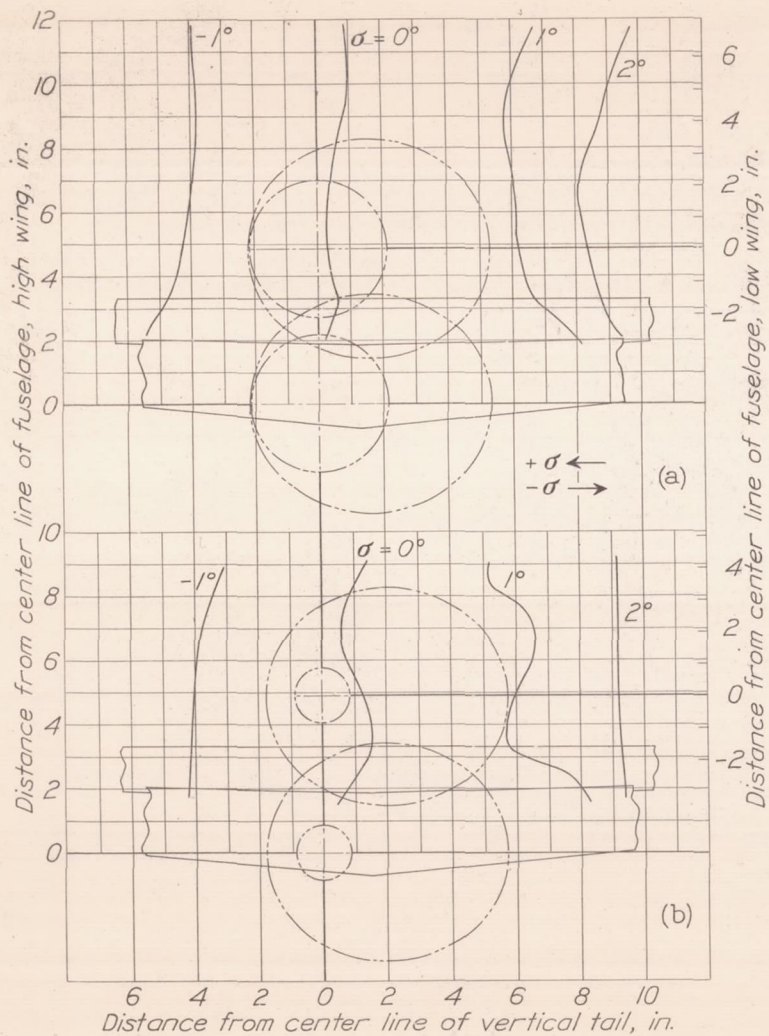 Distance from center line of fuselage, high wing, in.
Distance from center line of fuselage, low wing, in.
12
10
8
6
4
2
0
-1°
σ = 0°
1°
2°
6
4
2
0
-2
+ σ ←
- σ →
(a)
10
8
6
4
2
0
-1°
σ = 0°
1°
2°
4
2
0
-2
(b)
6 4 2 0 2 4 6 8 10
Distance from center line of vertical tail, in.